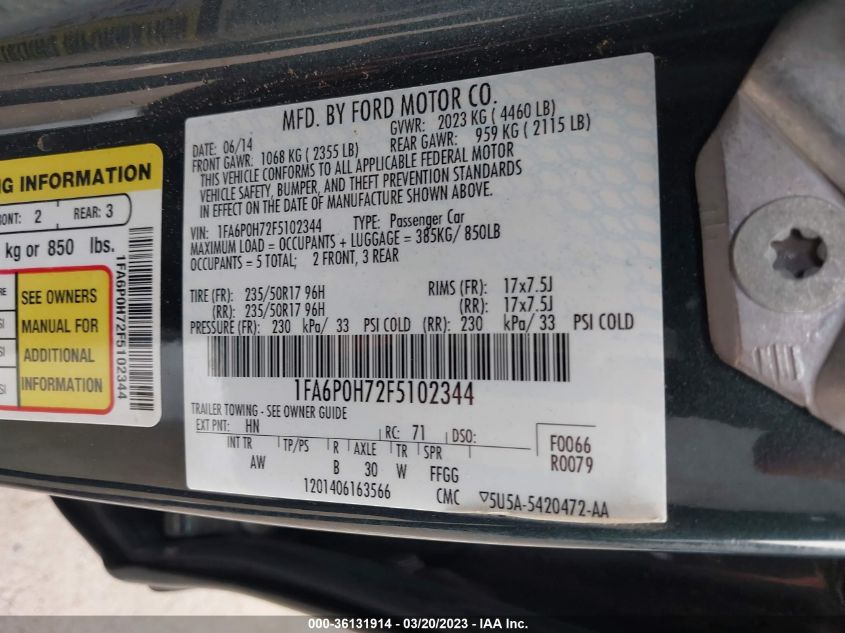 NG INFORMATION
ONT: 2 REAR: 3
kg or 850 lbs.
RE
SI
SI
SI
SEE OWNERS
MANUAL FOR
ADDITIONAL
INFORMATION
1FA6P0H72F5102344
MFD. BY FORD MOTOR CO.
DATE: 06/14 GVWR: 2023 KG ( 4460 LB)
FRONT GAWR: 1068 KG ( 2355 LB) REAR GAWR: 959 KG ( 2115 LB)
THIS VEHICLE CONFORMS TO ALL APPLICABLE FEDERAL MOTOR
VEHICLE SAFETY, BUMPER, AND THEFT PREVENTION STANDARDS
IN EFFECT ON THE DATE OF MANUFACTURE SHOWN ABOVE.
VIN: 1FA6P0H72F5102344 TYPE: Passenger Car
MAXIMUM LOAD = OCCUPANTS + LUGGAGE = 385KG/ 850LB
OCCUPANTS = 5 TOTAL; 2 FRONT, 3 REAR
TIRE (FR): 235/50R17 96H RIMS (FR): 17x7.5J
(RR): 235/50R17 96H (RR): 17x7.5J
PRESSURE (FR): 230 kPa/ 33 PSI COLD (RR): 230 kPa/ 33 PSI COLD
1FA6P0H72F5102344
TRAILER TOWING - SEE OWNER GUIDE
EXT PNT: HN RC: 71 DSO: F0066
INT TR TP/PS R AXLE TR SPR R0079
AW B 30 W FFGG
1201406163566 CMC ▽5U5A-5420472-AA
000-36131914 - 03/20/2023 - IAA Inc.